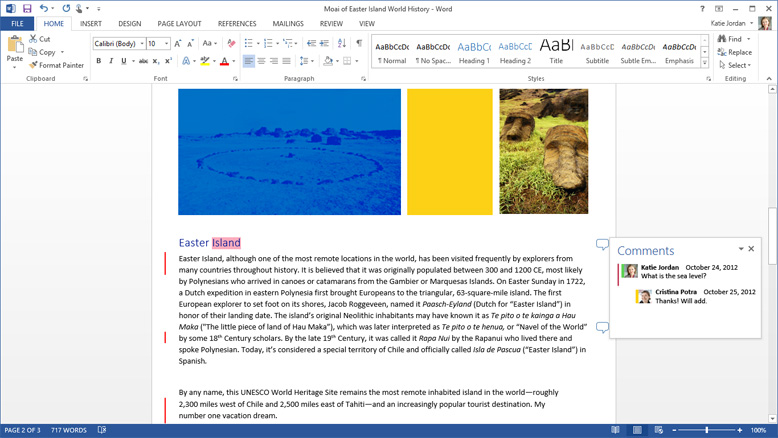 Moai of Easter Island World History - Word
FILE HOME INSERT DESIGN PAGE LAYOUT REFERENCES MAILINGS REVIEW VIEW Katie Jordan
Paste
Cut
Copy
Format Painter
Clipboard
Calibri (Body) 10
Font
Paragraph
AaBbCcDc AaBbCcDc AaBbCc AaBbCcC AaBl AaBbCcC AaBbCcDc AaBbCcDc
¶ Normal ¶ No Spac... Heading 1 Heading 2 Title Subtitle Subtle Em... Emphasis
Styles
Find
Replace
Select
Editing
Easter Island
Easter Island, although one of the most remote locations in the world, has been visited frequently by explorers from
many countries throughout history. It is believed that it was originally populated between 300 and 1200 CE, most likely
by Polynesians who arrived in canoes or catamarans from the Gambier or Marquesas Islands. On Easter Sunday in 1722,
a Dutch expedition in eastern Polynesia first brought Europeans to the triangular, 63-square-mile island. The first
European explorer to set foot on its shores, Jacob Roggeveen, named it Paasch-Eyland (Dutch for “Easter Island”) in
honor of their landing date. The island’s original Neolithic inhabitants may have known it as Te pito o te kainga a Hau
Maka (“The little piece of land of Hau Maka”), which was later interpreted as Te pito o te henua, or “Navel of the World”
by some 18th Century scholars. By the late 19th Century, it was called it Rapa Nui by the Rapanui who lived there and
spoke Polynesian. Today, it’s considered a special territory of Chile and officially called Isla de Pascua (“Easter Island”) in
Spanish.
By any name, this UNESCO World Heritage Site remains the most remote inhabited island in the world—roughly
2,300 miles west of Chile and 2,500 miles east of Tahiti—and an increasingly popular tourist destination. My
number one vacation dream.
Comments
Katie Jordan October 24, 2012
What is the sea level?
Cristina Potra October 25, 2012
Thanks! Will add.
PAGE 2 OF 3 717 WORDS 100%